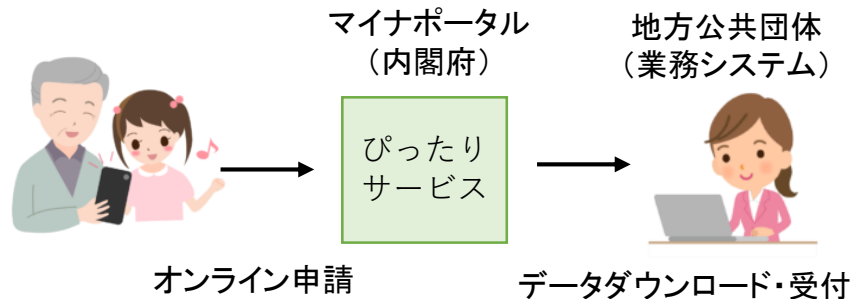 マイナポータル
（内閣府）
地方公共団体
（業務システム）
ぴったり
サービス
オンライン申請
データダウンロード・受付